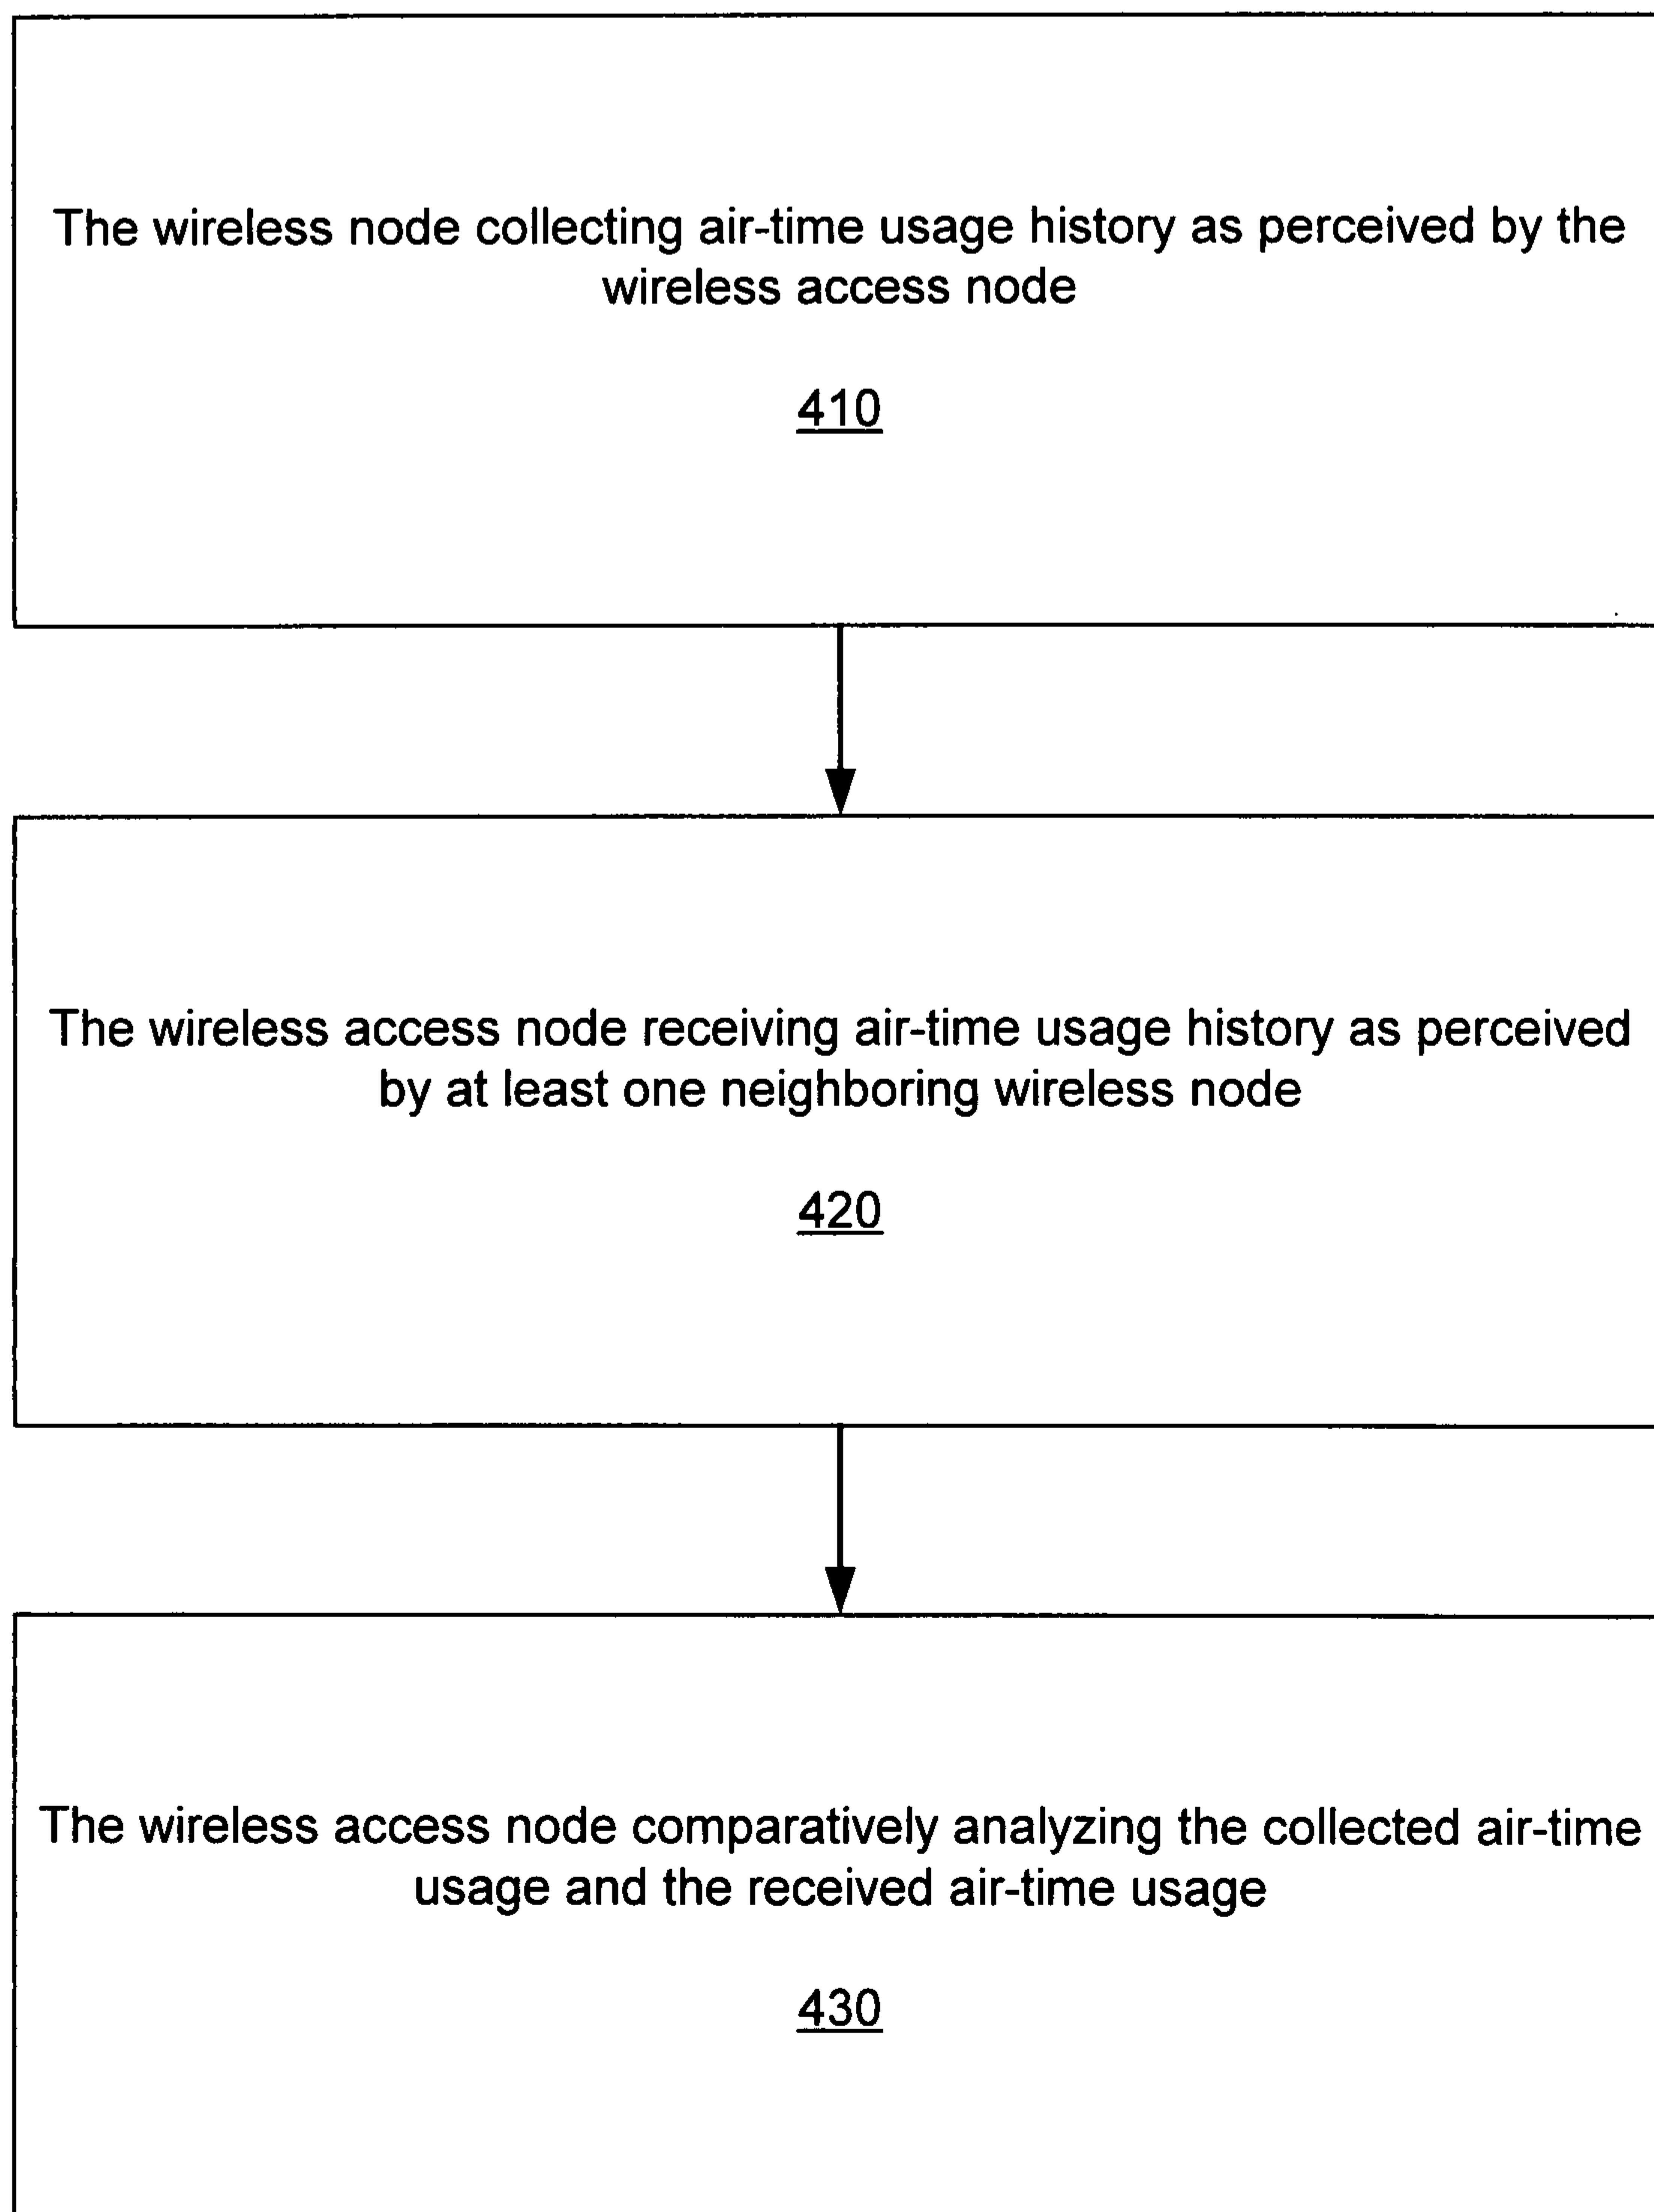 The wireless node collecting air-time usage history as perceived by the
wireless access node
410
The wireless access node receiving air-time usage history as perceived
by at least one neighboring wireless node
420
The wireless access node comparatively analyzing the collected air-time
usage and the received air-time usage
430